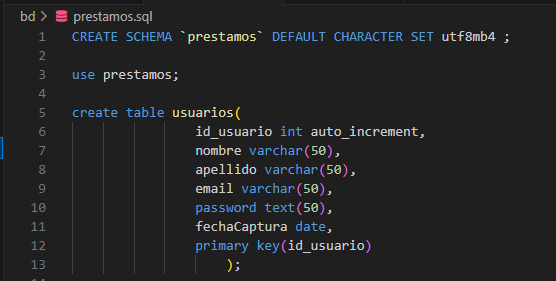 bd > prestamos.sql
1 CREATE SCHEMA `prestamos` DEFAULT CHARACTER SET utf8mb4 ;
2
3 use prestamos;
4
5 create table usuarios(
6 id_usuario int auto_increment,
7 nombre varchar(50),
8 apellido varchar(50),
9 email varchar(50),
10 password text(50),
11 fechaCaptura date,
12 primary key(id_usuario)
13 );
14